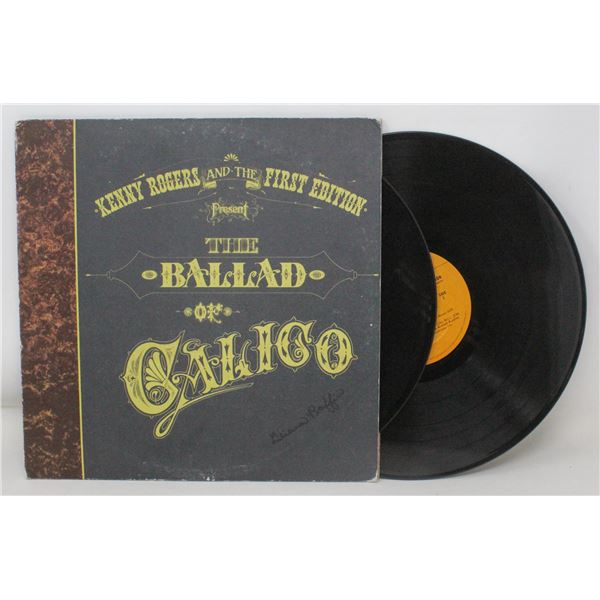 KENNY ROGERS AND THE FIRST EDITION
Present
THE
BALLAD
OF
CALICO